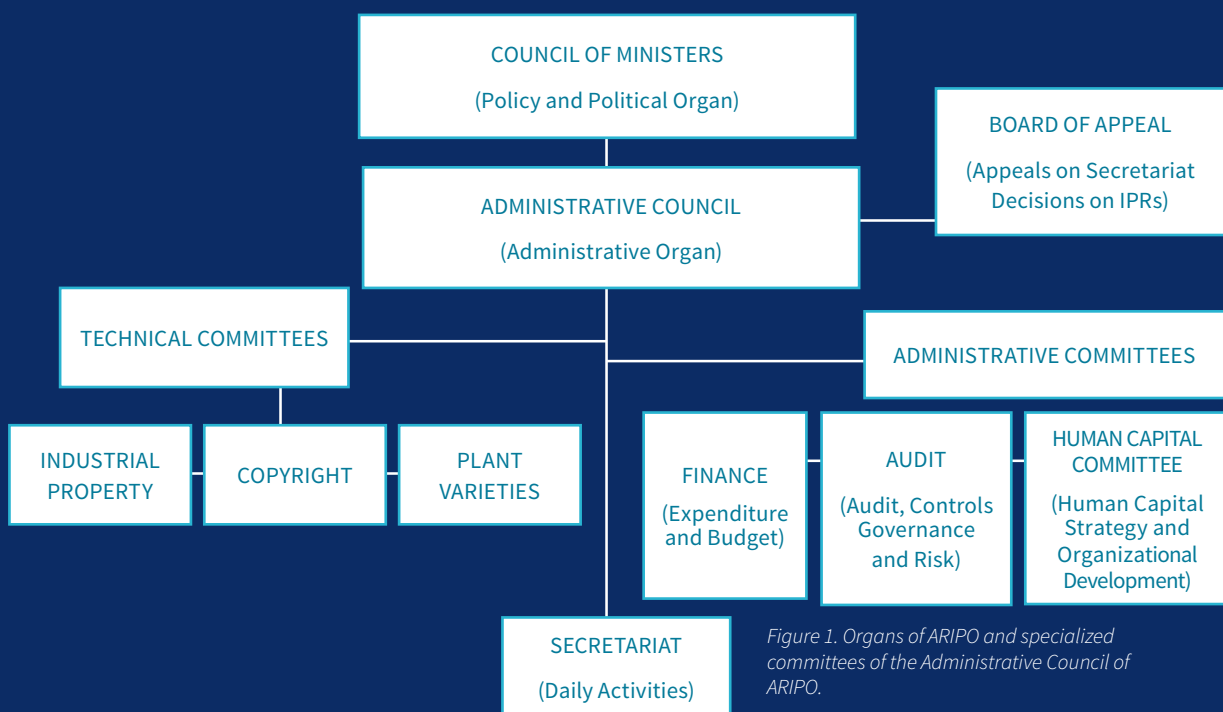 COUNCIL OF MINISTERS
(Policy and Political Organ)
BOARD OF APPEAL
(Appeals on Secretariat
Decisions on IPRs)
ADMINISTRATIVE COUNCIL
(Administrative Organ)
TECHNICAL COMMITTEES
ADMINISTRATIVE COMMITTEES
INDUSTRIAL
PROPERTY
COPYRIGHT
PLANT
VARIETIES
FINANCE
(Expenditure
and Budget)
AUDIT
(Audit, Controls
Governance
and Risk)
HUMAN CAPITAL
COMMITTEE
(Human Capital
Strategy and
Organizational
Development)
SECRETARIAT
(Daily Activities)
Figure 1. Organs of ARIPO and specialized
committees of the Administrative Council of
ARIPO.